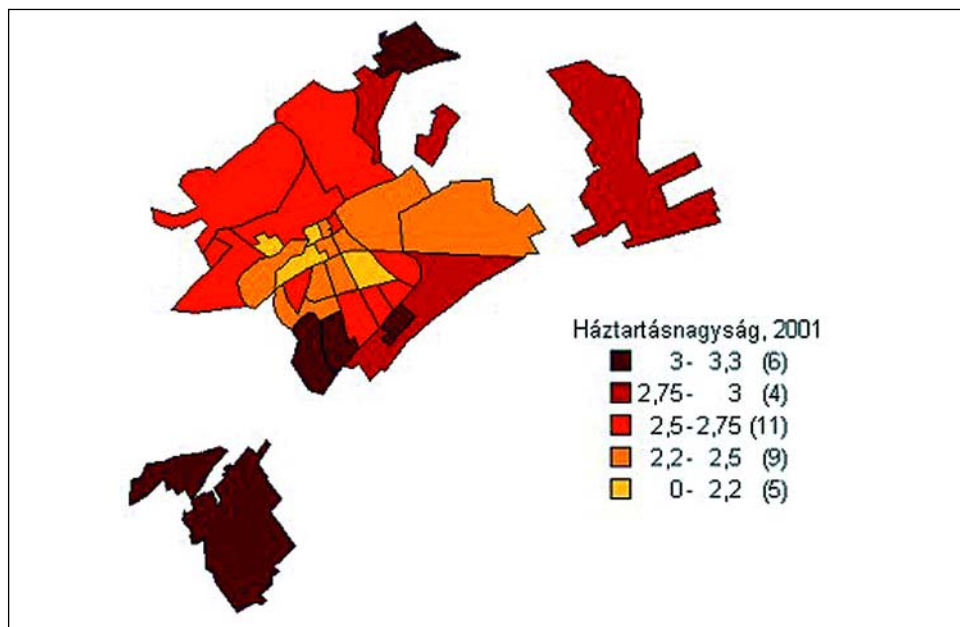 Háztartásnagyság, 2001
3- 3,3 (6)
2,75- 3 (4)
2,5-2,75 (11)
2,2- 2,5 (9)
0- 2,2 (5)